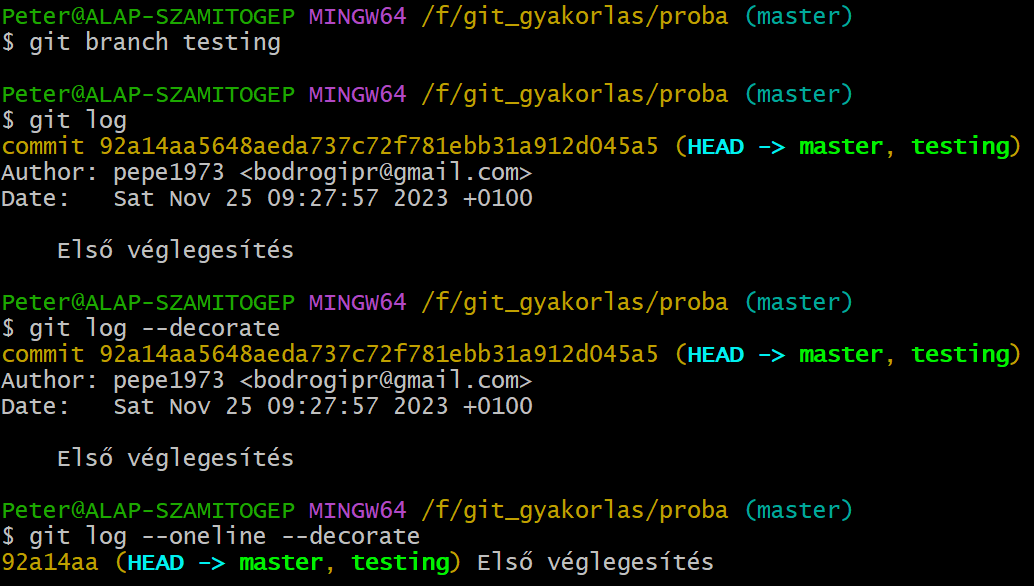 Peter@ALAP-SZAMITOGEP MINGW64 /f/git_gyakorlas/proba (master)
$ git branch testing
Peter@ALAP-SZAMITOGEP MINGW64 /f/git_gyakorlas/proba (master)
$ git log
commit 92a14aa5648aeda737c72f781ebb31a912d045a5 (HEAD -> master, testing)
Author: pepe1973 <bodrogipr@gmail.com>
Date:   Sat Nov 25 09:27:57 2023 +0100
    Első véglegesítés
Peter@ALAP-SZAMITOGEP MINGW64 /f/git_gyakorlas/proba (master)
$ git log --decorate
commit 92a14aa5648aeda737c72f781ebb31a912d045a5 (HEAD -> master, testing)
Author: pepe1973 <bodrogipr@gmail.com>
Date:   Sat Nov 25 09:27:57 2023 +0100
    Első véglegesítés
Peter@ALAP-SZAMITOGEP MINGW64 /f/git_gyakorlas/proba (master)
$ git log --oneline --decorate
92a14aa (HEAD -> master, testing) Első véglegesítés